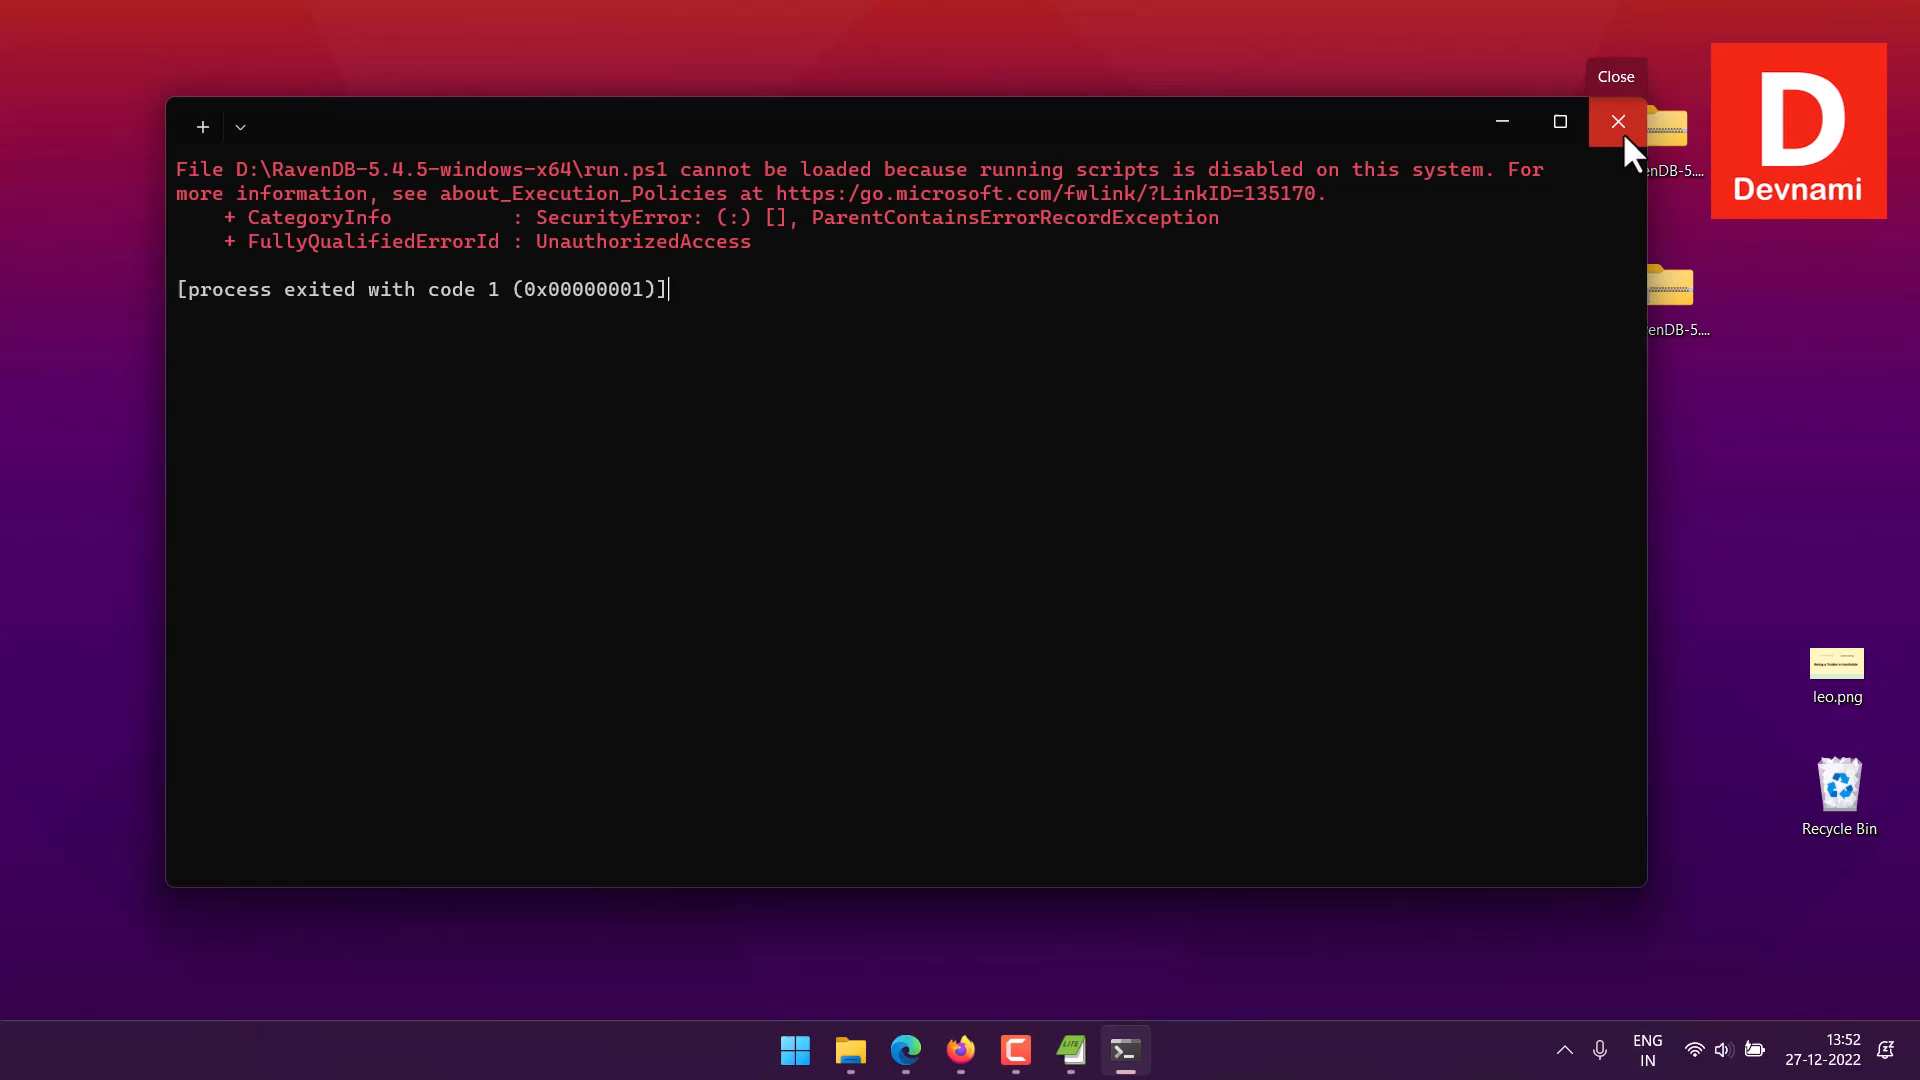 Close
D
Devnami
File D:\RavenDB-5.4.5-windows-x64\run.ps1 cannot be loaded because running scripts is disabled on this system. For
more information, see about_Execution_Policies at https:/go.microsoft.com/fwlink/?LinkID=135170.
    + CategoryInfo          : SecurityError: (:) [], ParentContainsErrorRecordException
    + FullyQualifiedErrorId : UnauthorizedAccess
[process exited with code 1 (0x00000001)]
enDB-5....
enDB-5....
leo.png
Recycle Bin
LITE
ENG
IN
13:52
27-12-2022